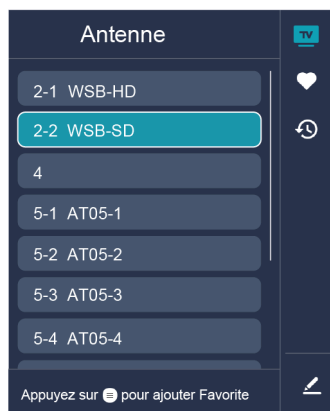 Antenne
TV
2-1 WSB-HD
2-2 WSB-SD
4
5-1 AT05-1
5-2 AT05-2
5-3 AT05-3
5-4 AT05-4
Appuyez sur pour ajouter Favorite